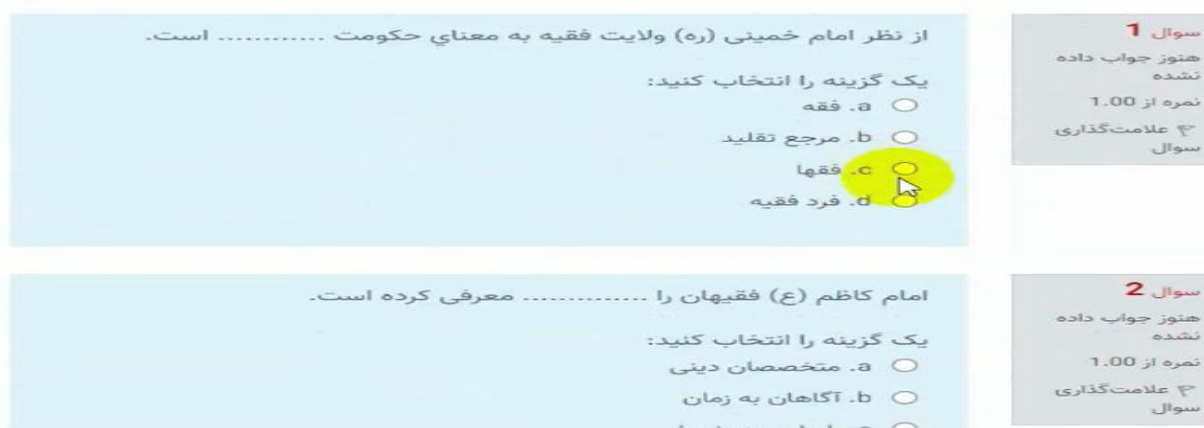 سوال 1
هنوز جواب داده
نشده
نمره از 1.00
علامت‌گذاری
سوال
از نظر امام خمینی (ره) ولایت فقیه به معناي حکومت ............ است.
یک گزینه را انتخاب کنید:
a. فقه
b. مرجع تقلید
c. فقها
d. فرد فقیه
سوال 2
هنوز جواب داده
نشده
نمره از 1.00
علامت‌گذاری
سوال
امام کاظم (ع) فقیهان را ............. معرفی کرده است.
یک گزینه را انتخاب کنید:
a. متخصصان دینی
b. آگاهان به زمان